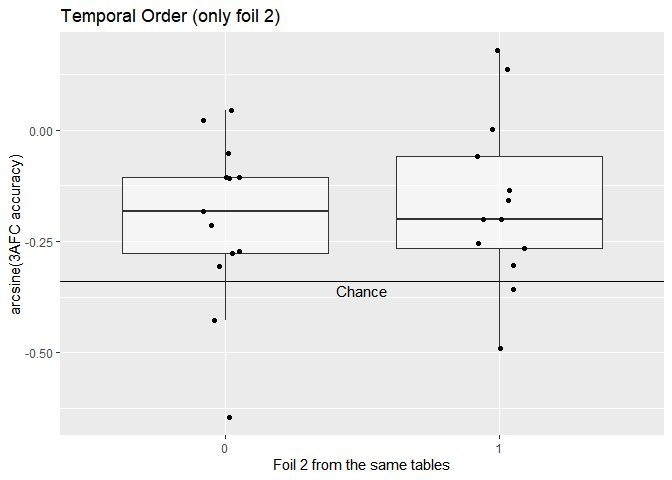 Temporal Order (only foil 2)
arcsine(3AFC accuracy)
0.00
-0.25
-0.50
Chance
0
1
Foil 2 from the same tables